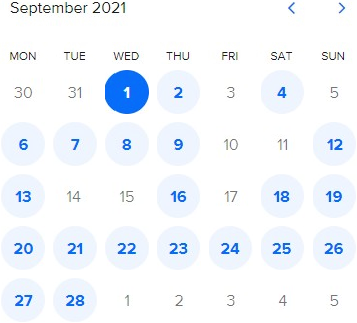 September 2021
MON TUE WED THU FRI SAT SUN
30 31 1 2 3 4 5
6 7 8 9 10 11 12
13 14 15 16 17 18 19
20 21 22 23 24 25 26
27 28 1 2 3 4 5